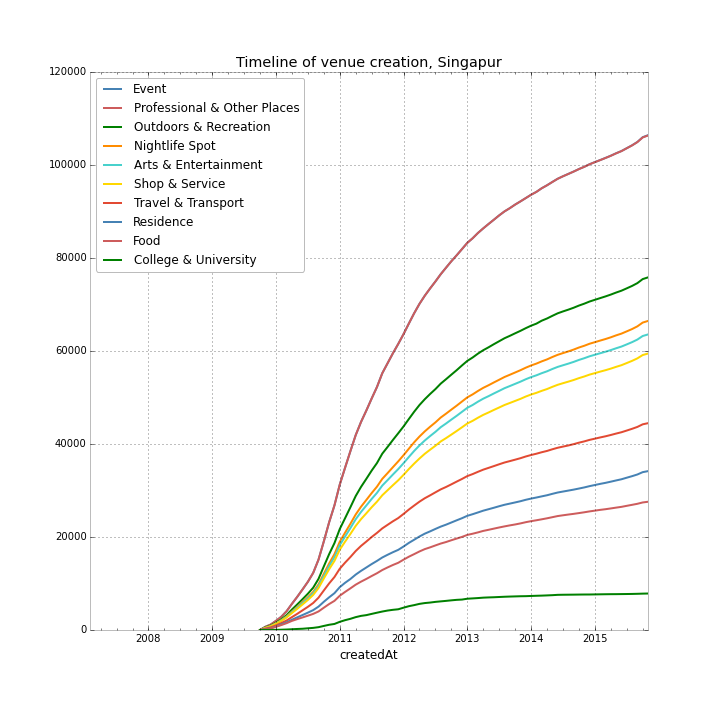 Timeline of venue creation, Singapur
120000
100000
80000
60000
40000
20000
0
Event
Professional & Other Places
Outdoors & Recreation
Nightlife Spot
Arts & Entertainment
Shop & Service
Travel & Transport
Residence
Food
College & University
2008 2009 2010 2011 2012 2013 2014 2015
createdAt